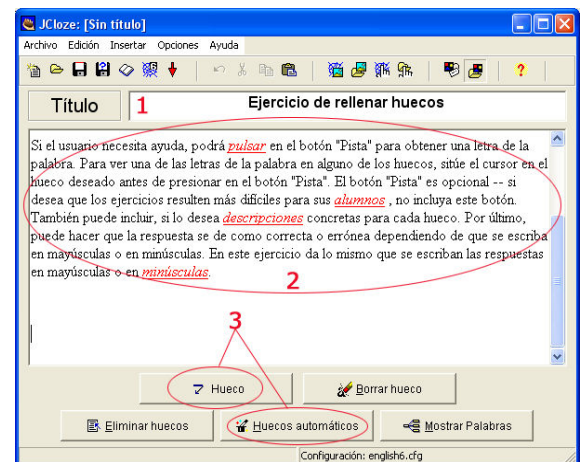 JCloze: [Sin título]
Archivo Edición Insertar Opciones Ayuda
Título 1 Ejercicio de rellenar huecos
Si el usuario necesita ayuda, podrá pulsar en el botón "Pista" para obtener una letra de la
palabra. Para ver una de las letras de la palabra en alguno de los huecos, sitúe el cursor en el
hueco deseado antes de presionar en el botón "Pista". El botón "Pista" es opcional -- si
desea que los ejercicios resulten más difíciles para sus alumnos , no incluya este botón.
También puede incluir, si lo desea descripciones concretas para cada hueco. Por último,
puede hacer que la respuesta se de como correcta o errónea dependiendo de que se escriba
en mayúsculas o en minúsculas. En este ejercicio da lo mismo que se escriban las respuestas
en mayúsculas o en minúsculas.
2
3
Hueco Borrar hueco
Eliminar huecos Huecos automáticos Mostrar Palabras
Configuración: english6.cfg